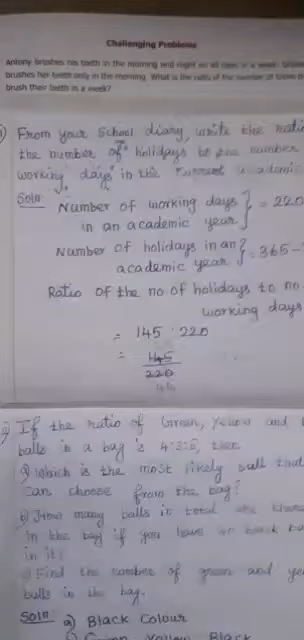 Challenging Problems
Antony brushes his teeth in the morning and night on all days in a week.
brushes her teeth only in the morning. What is the ratio of the number of times
brush their teeth in a week?
From your School diary, write the ratio
the number of holidays to the number
working days in the current academic
Soln: Number of working days = 220
in an academic year
Number of holidays in an = 365-
academic year
Ratio of the no of holidays to no.
working days
= 145 : 220
= 145
220
44
If the ratio of Green, Yellow and
balls in a bag is 4:3:5, then
a) Which is the most likely ball that
can choose from the bag?
b) How many balls in total are there
in the bag if you have black
in it?
c) Find the number of green and
balls in the bag.
Soln: a) Black Colour
Green Yellow Black